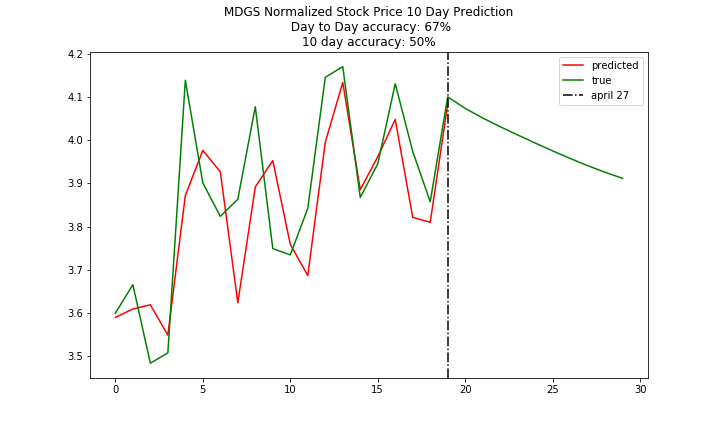 MDGS Normalized Stock Price 10 Day Prediction
Day to Day accuracy: 67%
10 day accuracy: 50%
4.2
4.1
4.0
3.9
3.8
3.7
3.6
3.5
0 5 10 15 20 25 30
predicted
true
april 27